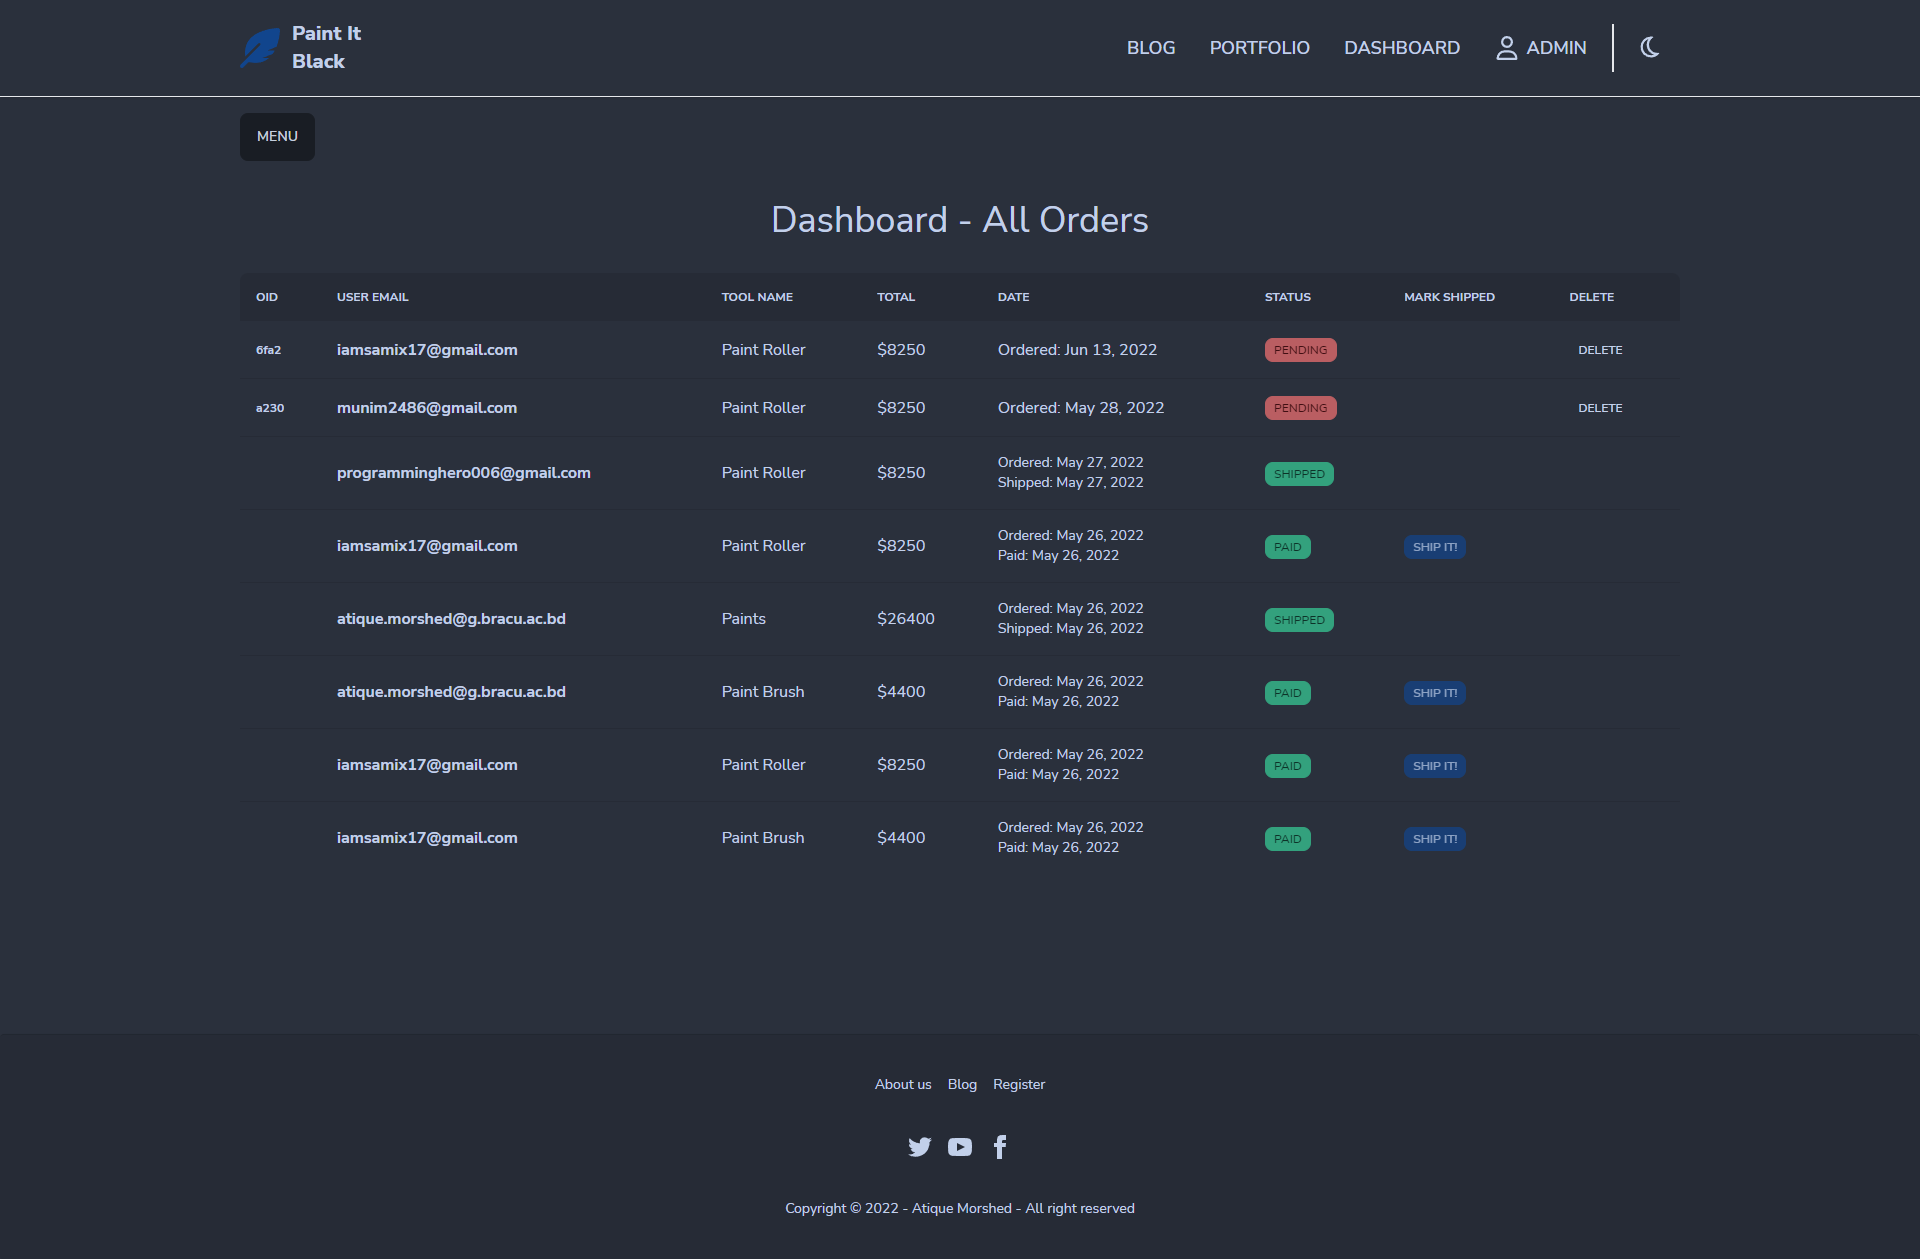 Paint It
Black
BLOG PORTFOLIO DASHBOARD ADMIN
MENU
Dashboard - All Orders
OID USER EMAIL TOOL NAME TOTAL DATE STATUS MARK SHIPPED DELETE
6fa2 iamsamix17@gmail.com Paint Roller $8250 Ordered: Jun 13, 2022 PENDING DELETE
a230 munim2486@gmail.com Paint Roller $8250 Ordered: May 28, 2022 PENDING DELETE
programminghero006@gmail.com Paint Roller $8250 Ordered: May 27, 2022 SHIPPED
Shipped: May 27, 2022
iamsamix17@gmail.com Paint Roller $8250 Ordered: May 26, 2022 PAID SHIP IT!
Paid: May 26, 2022
atique.morshed@g.bracu.ac.bd Paints $26400 Ordered: May 26, 2022 SHIPPED
Shipped: May 26, 2022
atique.morshed@g.bracu.ac.bd Paint Brush $4400 Ordered: May 26, 2022 PAID SHIP IT!
Paid: May 26, 2022
iamsamix17@gmail.com Paint Roller $8250 Ordered: May 26, 2022 PAID SHIP IT!
Paid: May 26, 2022
iamsamix17@gmail.com Paint Brush $4400 Ordered: May 26, 2022 PAID SHIP IT!
Paid: May 26, 2022
About us Blog Register
Copyright © 2022 - Atique Morshed - All right reserved